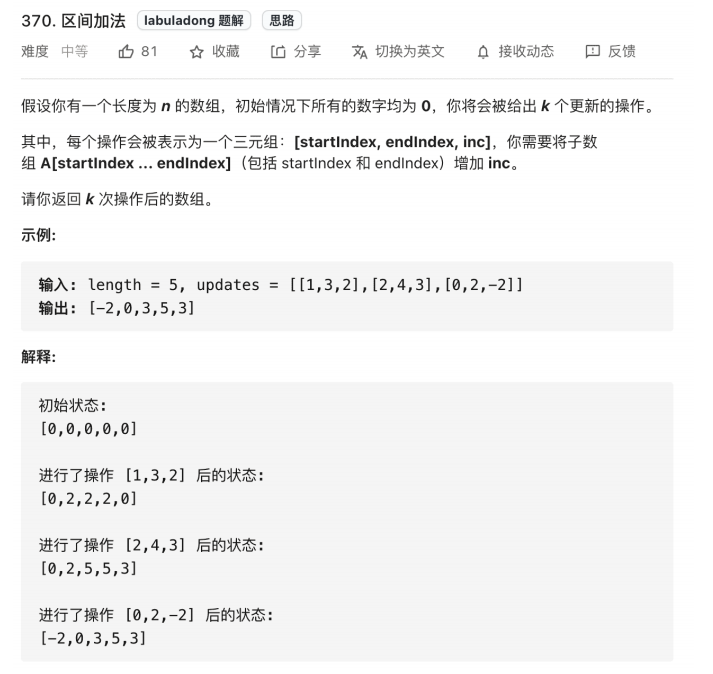 370. 区间加法 labuladong 题解 思路
难度 中等 81 收藏 分享 切换为英文 接收动态 反馈
假设你有一个长度为 n 的数组，初始情况下所有的数字均为 0，你将会被给出 k 个更新的操作。
其中，每个操作会被表示为一个三元组：[startIndex, endIndex, inc]，你需要将子数
组 A[startIndex ... endIndex]（包括 startIndex 和 endIndex）增加 inc。
请你返回 k 次操作后的数组。
示例:
输入: length = 5, updates = [[1,3,2],[2,4,3],[0,2,-2]]
输出: [-2,0,3,5,3]
解释:
初始状态:
[0,0,0,0,0]
进行了操作 [1,3,2] 后的状态:
[0,2,2,2,0]
进行了操作 [2,4,3] 后的状态:
[0,2,5,5,3]
进行了操作 [0,2,-2] 后的状态:
[-2,0,3,5,3]